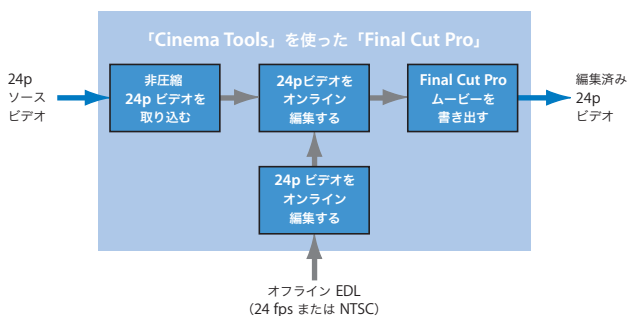 「Cinema Tools」を使った「Final Cut Pro」
24p
ソース
ビデオ
非圧縮
24p ビデオを
取り込む
24pビデオを
オンライン
編集する
Final Cut Pro
ムービーを
書き出す
編集済み
24p
ビデオ
24p ビデオを
オンライン
編集する
オフライン EDL
(24 fps または NTSC)